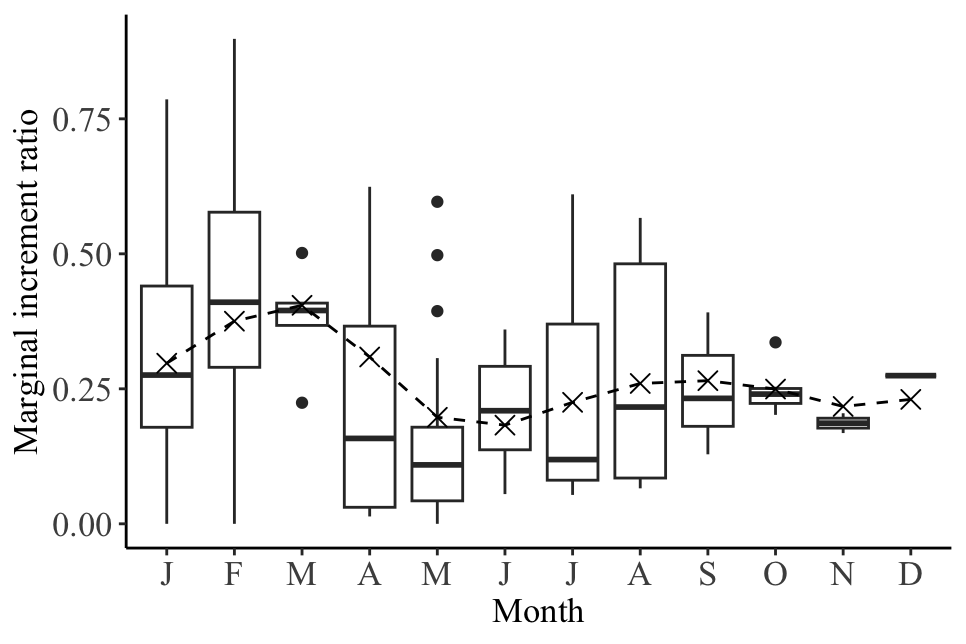 Marginal increment ratio
0.75
0.50
0.25
0.00
J F M A M J J A S O N D
Month